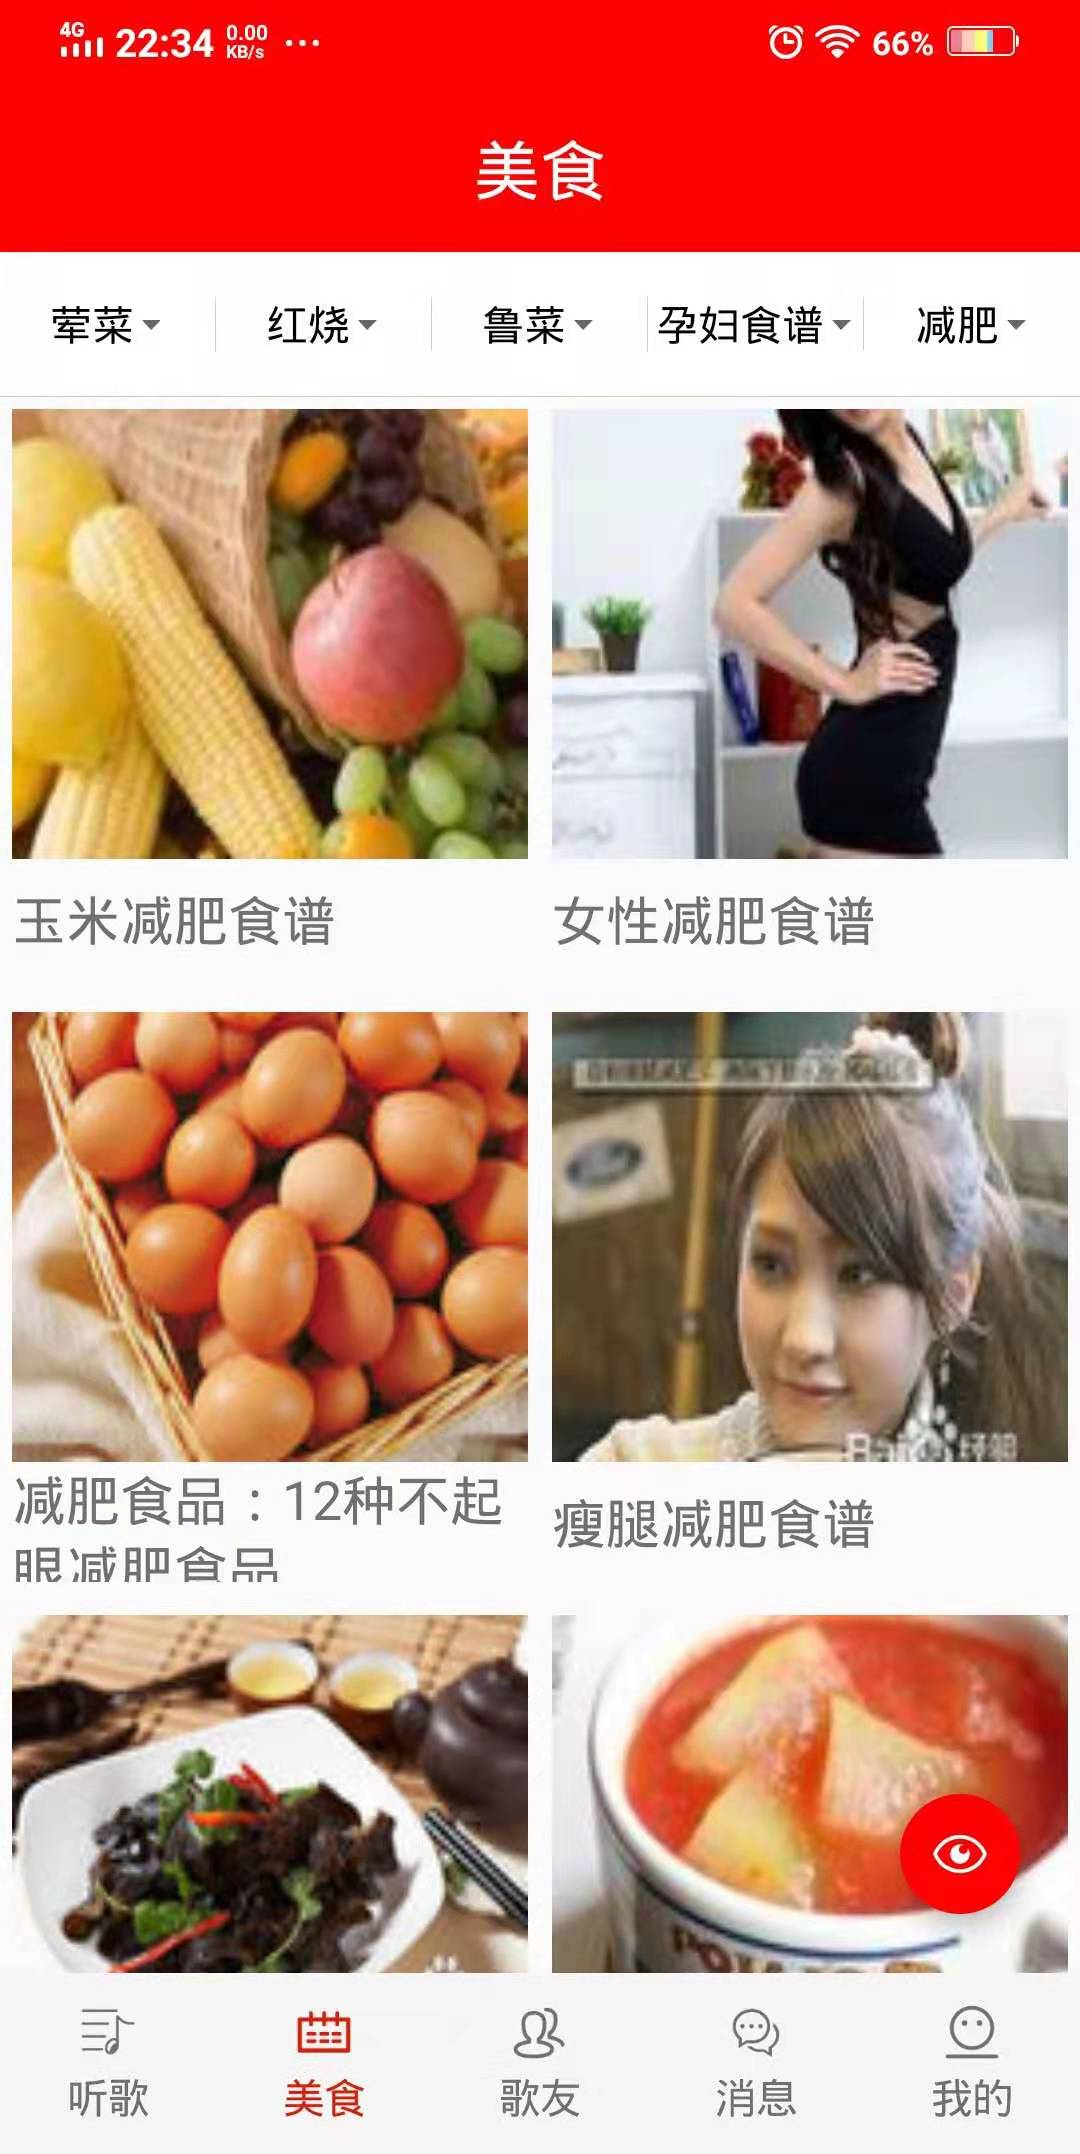 4G 22:34 0.00 KB/s ... 66%
美食
荤菜 红烧 鲁菜 孕妇食谱 减肥
玉米减肥食谱 女性减肥食谱
减肥食品：12种不起
眼减肥食品
瘦腿减肥食谱
听歌 美食 歌友 消息 我的